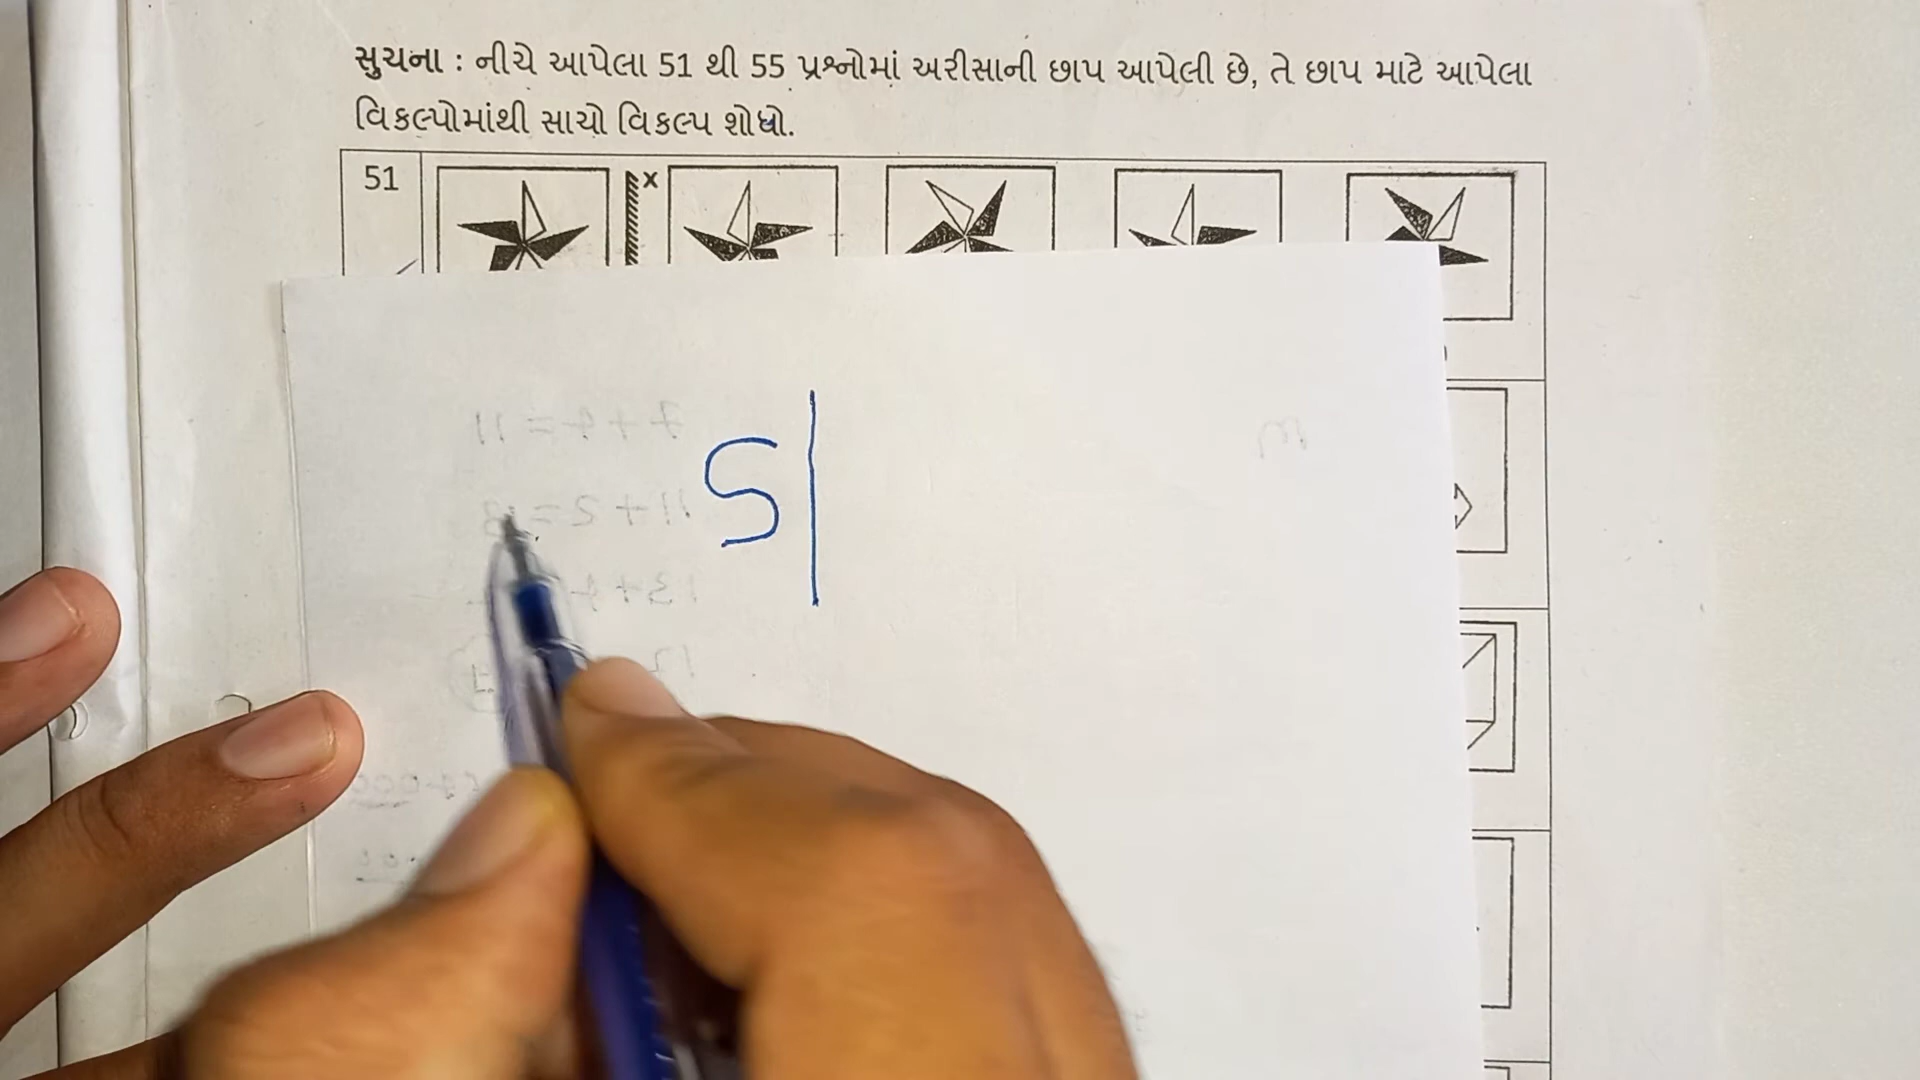 સુચના : નીચે આપેલા 51 થી 55 પ્રશ્નોમાં અરીસાની છાપ આપેલી છે, તે છાપ માટે આપેલા
વિકલ્પોમાંથી સાચો વિકલ્પ શોધો.
51
x
S